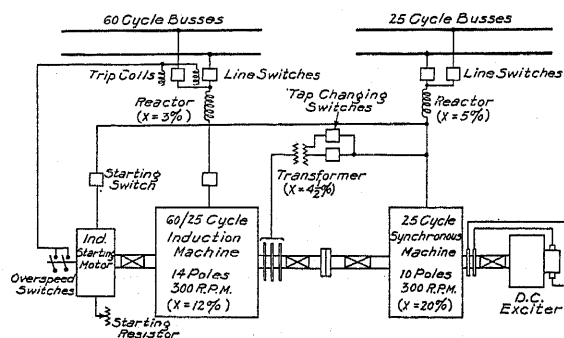 60 Cycle Busses
25 Cycle Busses
Trip Coils
Line Switches
Line Switches
Reactor
(X=3%)
Tap Changing
Switches
Reactor
(X=5%)
Starting
Switch
Transformer
(X=4½%)
60/25 Cycle
Induction
Machine
14 Poles
300 R.P.M.
(X=12%)
25 Cycle
Synchronous
Machine
10 Poles
300 R.P.M.
(X=20%)
Ind.
Starting
Motor
Overspeed
Switches
Starting
Resistor
D.C.
Exciter